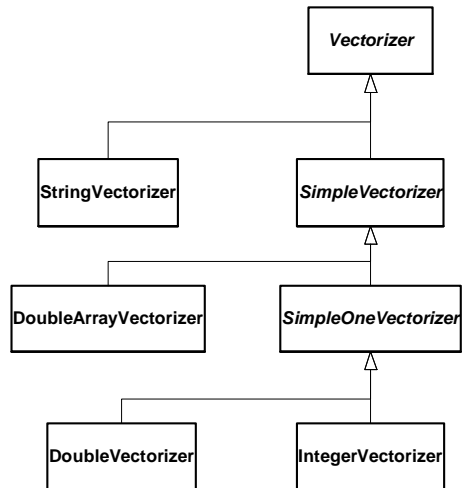 Vectorizer
StringVectorizer
SimpleVectorizer
DoubleArrayVectorizer
SimpleOneVectorizer
DoubleVectorizer
IntegerVectorizer